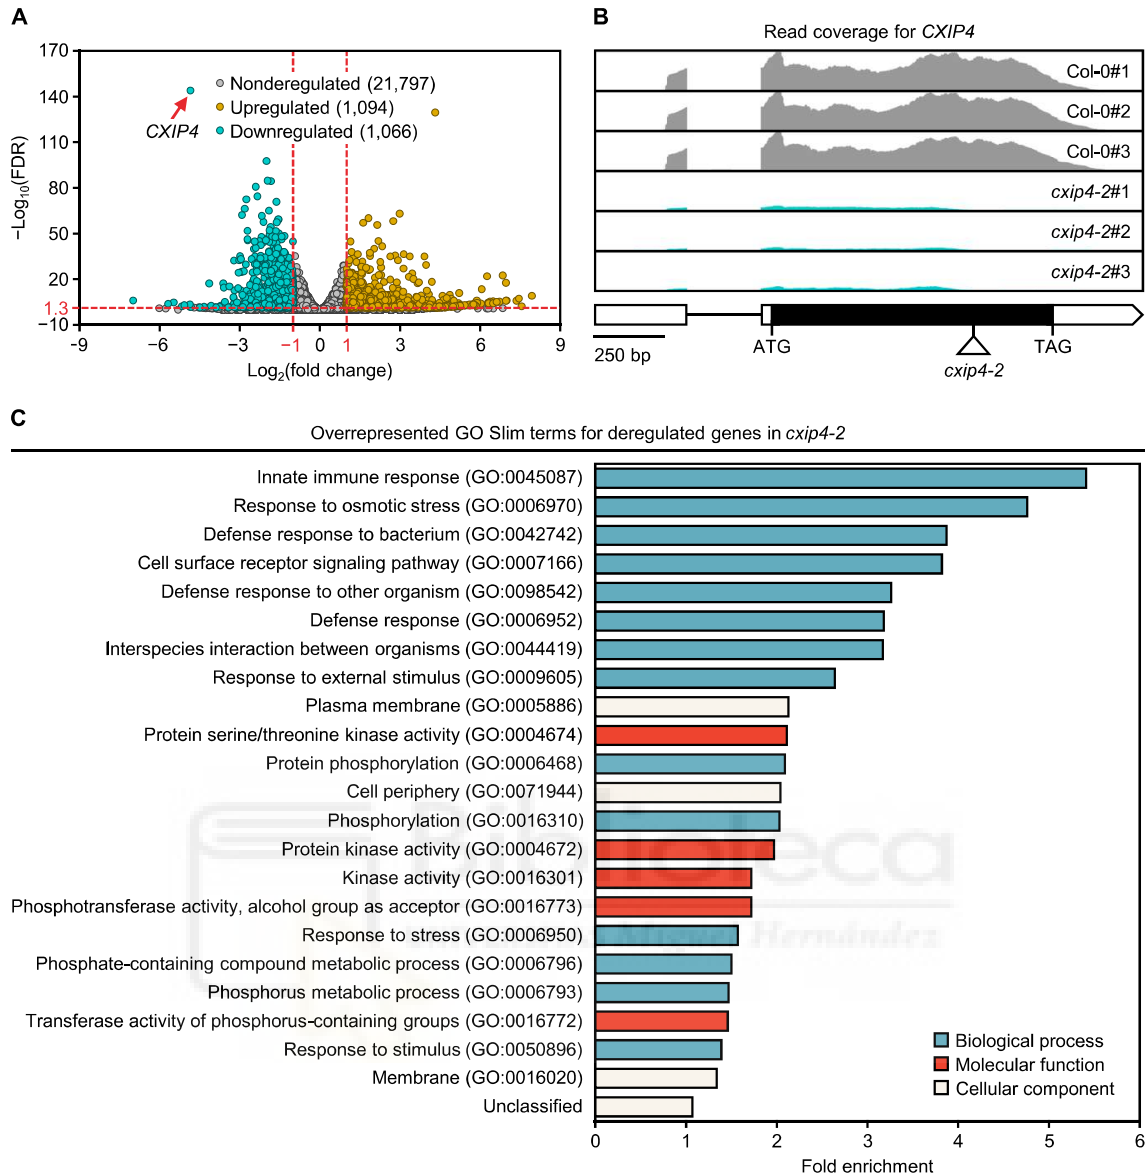 A
170
140
110
80
50
20
1.3
−10
−Log10(FDR)
Nonderegulated (21,797)
Upregulated (1,094)
Downregulated (1,066)
CXIP4
−9
−6
−3
−1
0
1
3
6
9
Log2(fold change)
B
Read coverage for CXIP4
Col-0#1
Col-0#2
Col-0#3
cxip4-2#1
cxip4-2#2
cxip4-2#3
250 bp
ATG
cxip4-2
TAG
C
Overrepresented GO Slim terms for deregulated genes in cxip4-2
Innate immune response (GO:0045087)
Response to osmotic stress (GO:0006970)
Defense response to bacterium (GO:0042742)
Cell surface receptor signaling pathway (GO:0007166)
Defense response to other organism (GO:0098542)
Defense response (GO:0006952)
Interspecies interaction between organisms (GO:0044419)
Response to external stimulus (GO:0009605)
Plasma membrane (GO:0005886)
Protein serine/threonine kinase activity (GO:0004674)
Protein phosphorylation (GO:0006468)
Cell periphery (GO:0071944)
Phosphorylation (GO:0016310)
Protein kinase activity (GO:0004672)
Kinase activity (GO:0016301)
Phosphotransferase activity, alcohol group as acceptor (GO:0016773)
Response to stress (GO:0006950)
Phosphate-containing compound metabolic process (GO:0006796)
Phosphorus metabolic process (GO:0006793)
Transferase activity of phosphorus-containing groups (GO:0016772)
Response to stimulus (GO:0050896)
Membrane (GO:0016020)
Unclassified
Biological process
Molecular function
Cellular component
0
1
2
3
4
5
6
Fold enrichment
Biblioteca
Miguel Hernández